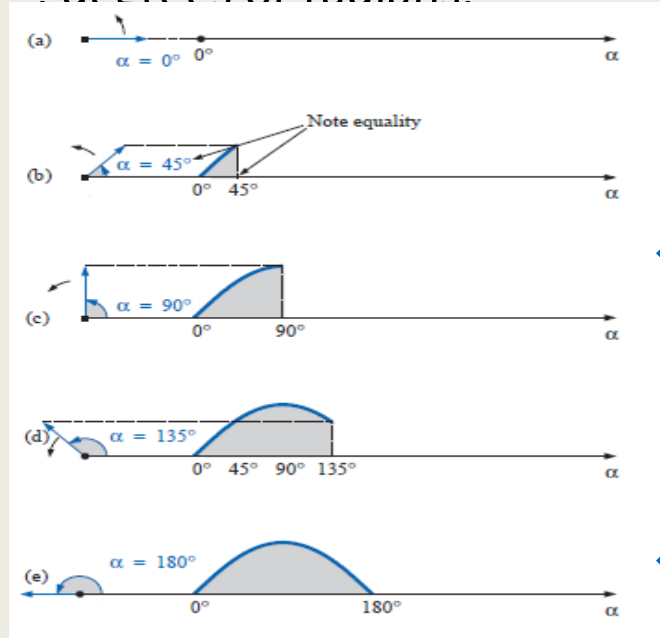 (a)
α = 0° 0°
α
Note equality
α = 45°
(b)
0° 45°
α
α = 90°
(c)
0° 90°
α
(d)
α = 135°
0° 45° 90° 135°
α
α = 180°
(e)
0° 180°
α